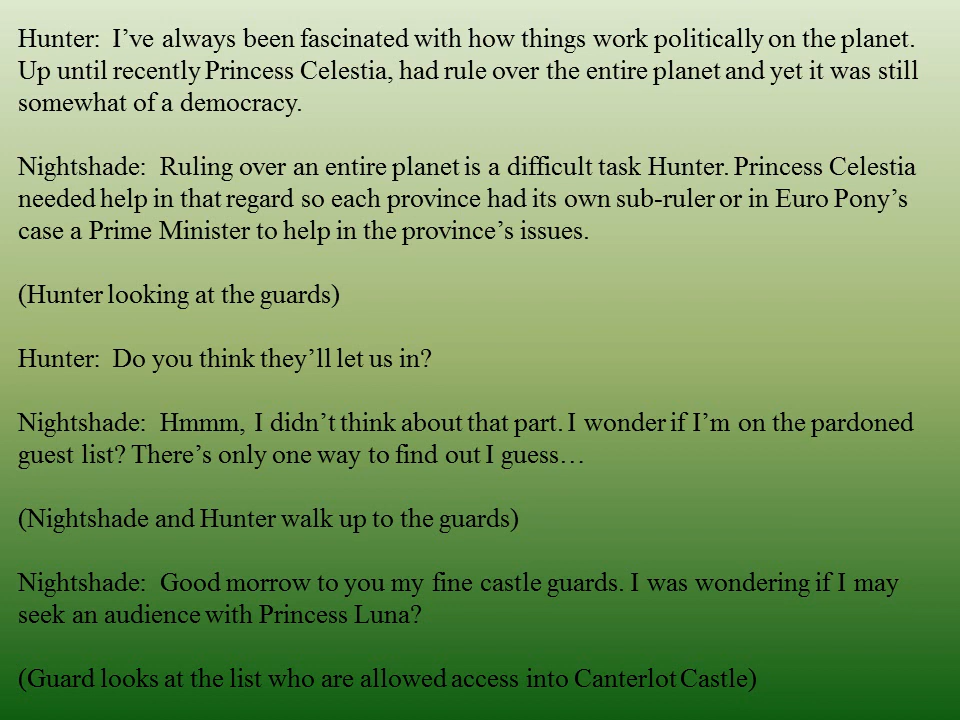 Hunter:  I’ve always been fascinated with how things work politically on the planet.
Up until recently Princess Celestia, had rule over the entire planet and yet it was still
somewhat of a democracy.
Nightshade:  Ruling over an entire planet is a difficult task Hunter. Princess Celestia
needed help in that regard so each province had its own sub-ruler or in Euro Pony’s
case a Prime Minister to help in the province’s issues.
(Hunter looking at the guards)
Hunter:  Do you think they’ll let us in?
Nightshade:  Hmmm, I didn’t think about that part. I wonder if I’m on the pardoned
guest list? There’s only one way to find out I guess…
(Nightshade and Hunter walk up to the guards)
Nightshade:  Good morrow to you my fine castle guards. I was wondering if I may
seek an audience with Princess Luna?
(Guard looks at the list who are allowed access into Canterlot Castle)